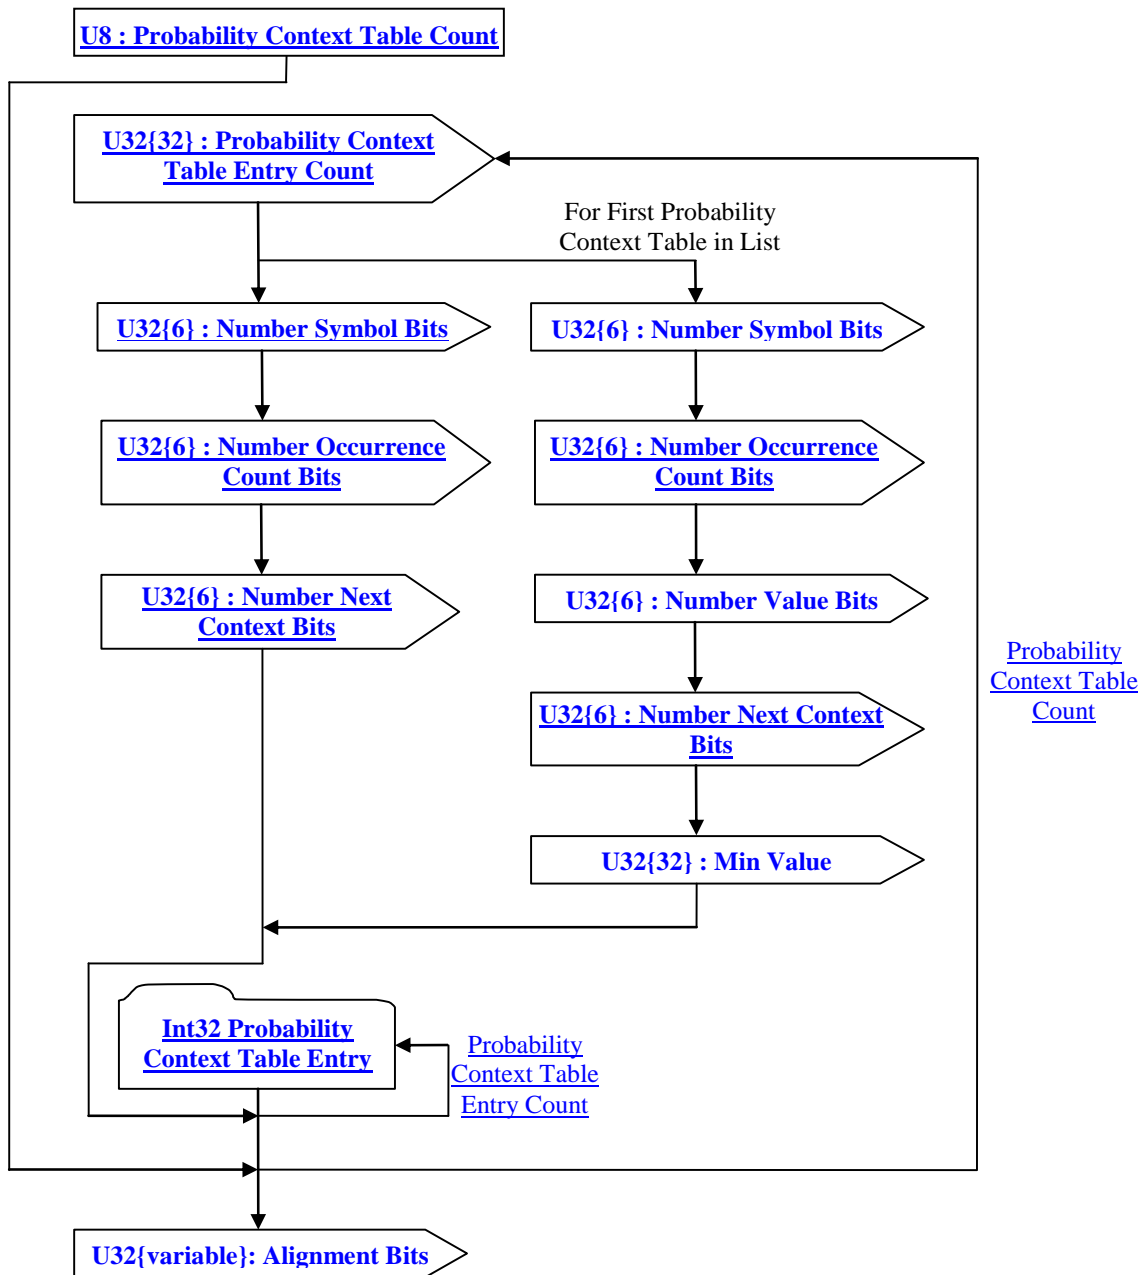 U8 : Probability Context Table Count
U32{32} : Probability Context
Table Entry Count
For First Probability
Context Table in List
U32{6} : Number Symbol Bits
U32{6} : Number Symbol Bits
U32{6} : Number Occurrence
Count Bits
U32{6} : Number Occurrence
Count Bits
U32{6} : Number Next
Context Bits
U32{6} : Number Value Bits
Probability
Context Table
Count
U32{6} : Number Next Context
Bits
U32{32} : Min Value
Int32 Probability
Context Table Entry
Probability
Context Table
Entry Count
U32{variable}: Alignment Bits